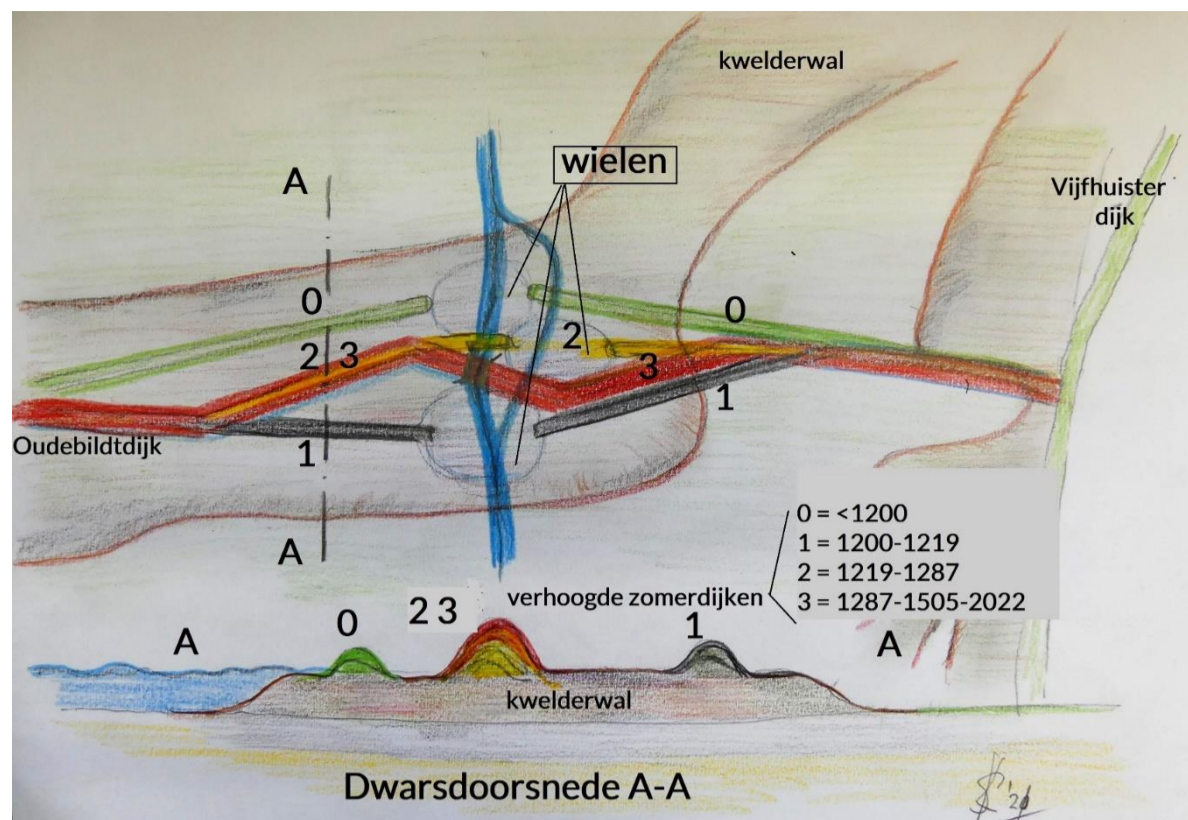 kwelderwal
wielen
A
Vijfhuister
dijk
0
0
2
2 3
3
1
Oudebildtdijk
1
A
0 = <1200
1 = 1200-1219
2 = 1219-1287
3 = 1287-1505-2022
verhoogde zomerdijken
A
0
2 3
1
A
kwelderwal
Dwarsdoorsnede A-A